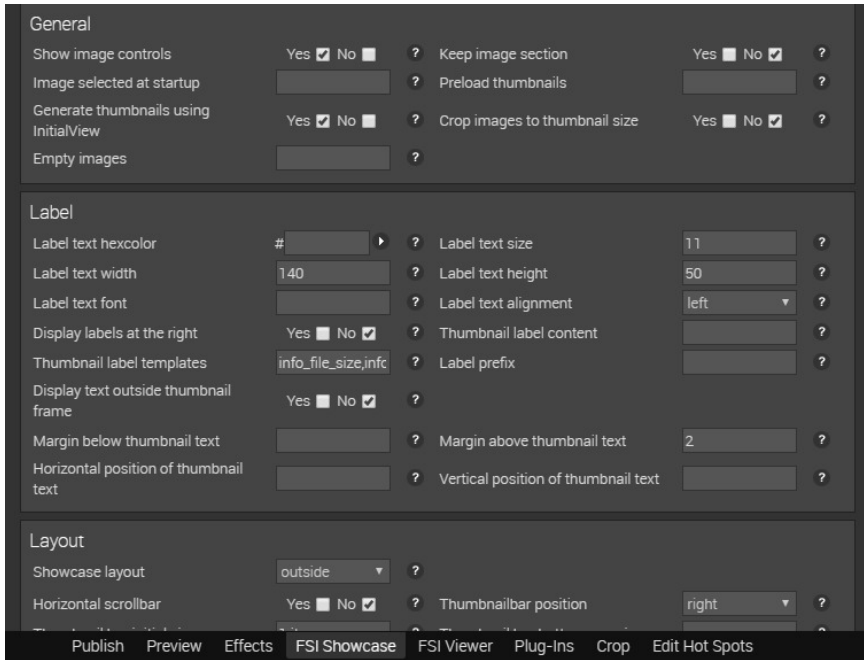 General
Show image controls Yes No ? Keep image section Yes No ?
Image selected at startup ? Preload thumbnails ?
Generate thumbnails using
InitialView Yes No ? Crop images to thumbnail size Yes No ?
Empty images ?
Label
Label text hexcolor # ? Label text size 11 ?
Label text width 140 ? Label text height 50 ?
Label text font ? Label text alignment left ?
Display labels at the right Yes No ? Thumbnail label content ?
Thumbnail label templates info_file_size,infc ? Label prefix ?
Display text outside thumbnail
frame Yes No ?
Margin below thumbnail text ? Margin above thumbnail text 2 ?
Horizontal position of thumbnail
text ? Vertical position of thumbnail text ?
Layout
Showcase layout outside ?
Horizontal scrollbar Yes No ? Thumbnailbar position right ?
Publish Preview Effects FSI Showcase FSI Viewer Plug-Ins Crop Edit Hot Spots